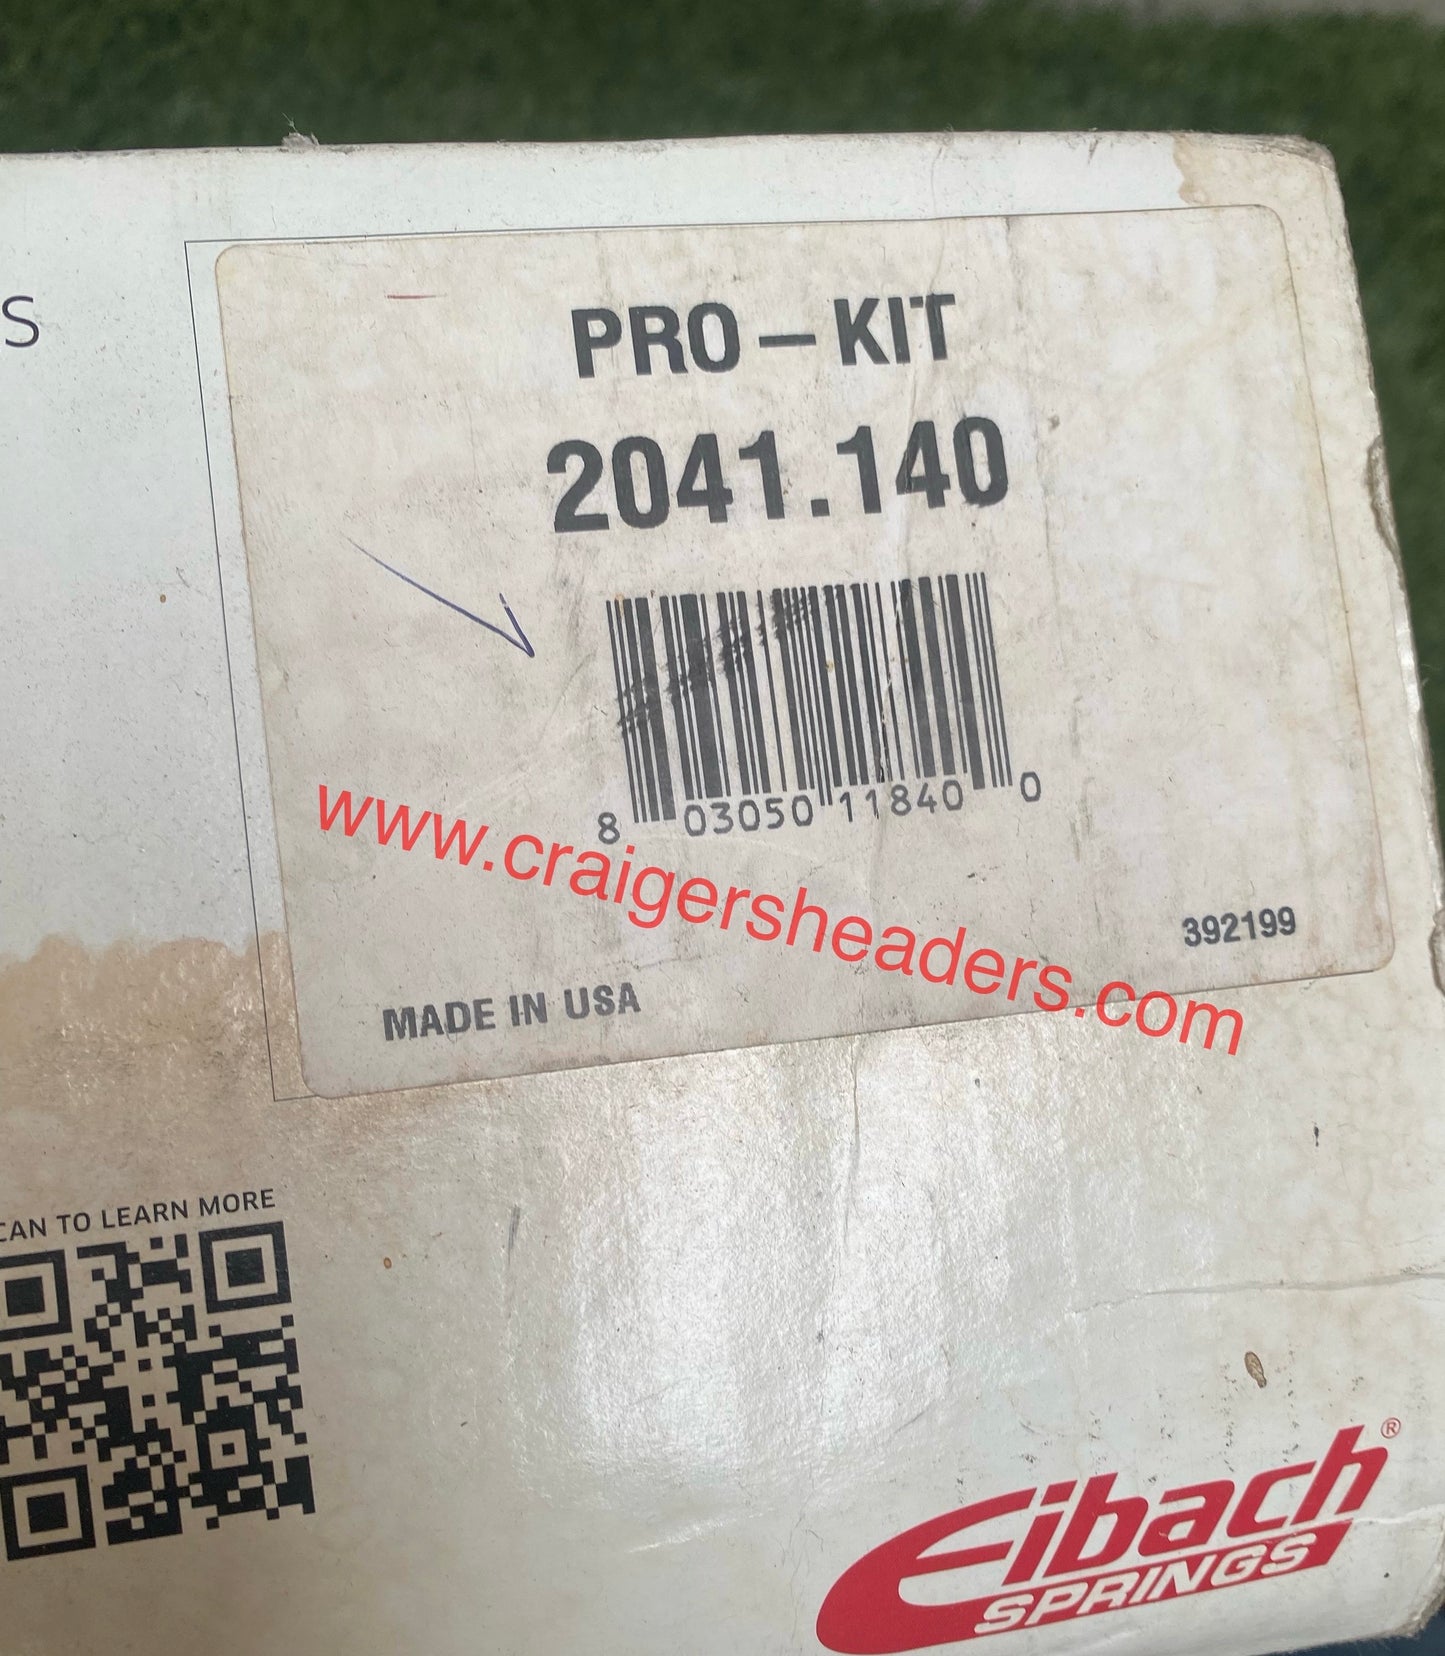 S
PRO-KIT
2041.140
8 03050 11840 0
www.craigersheaders.com
392199
MADE IN USA
CAN TO LEARN MORE
Eibach®
SPRINGS